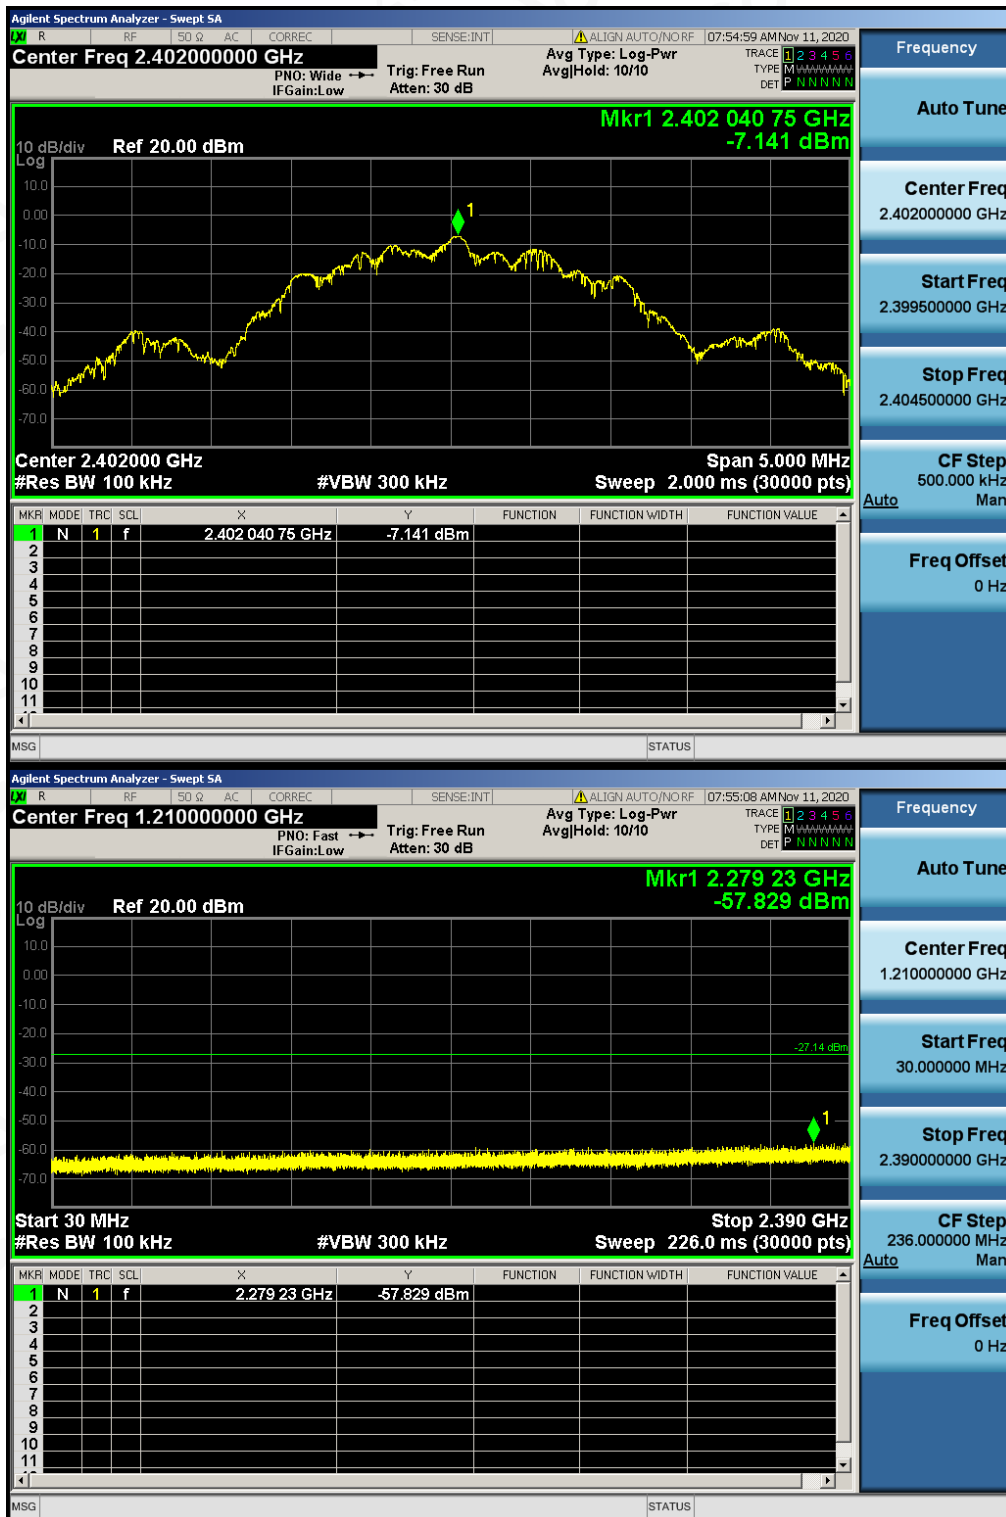 Agilent Spectrum Analyzer - Swept SA
LXI R RF 50 Ω AC CORREC SENSE:INT ALIGN AUTO/NO RF 07:54:59 AM Nov 11, 2020
Center Freq 2.402000000 GHz
PNO: Wide
IFGain:Low
Trig: Free Run
Atten: 30 dB
Avg Type: Log-Pwr
Avg|Hold: 10/10
TRACE 1 2 3 4 5 6
TYPE M WWWWW
DET P N N N N N
Mkr1 2.402 040 75 GHz
-7.141 dBm
10 dB/div Ref 20.00 dBm
Log
10.0
0.00
-10.0
-20.0
-30.0
-40.0
-50.0
-60.0
-70.0
1
Center 2.402000 GHz Span 5.000 MHz
#Res BW 100 kHz #VBW 300 kHz Sweep 2.000 ms (30000 pts)
MKR MODE TRC SCL X Y FUNCTION FUNCTION WIDTH FUNCTION VALUE
1 N 1 f 2.402 040 75 GHz -7.141 dBm
2
3
4
5
6
7
8
9
10
11
MSG STATUS
Frequency
Auto Tune
Center Freq
2.402000000 GHz
Start Freq
2.399500000 GHz
Stop Freq
2.404500000 GHz
CF Step
500.000 kHz
Auto Man
Freq Offset
0 Hz
Agilent Spectrum Analyzer - Swept SA
LXI R RF 50 Ω AC CORREC SENSE:INT ALIGN AUTO/NO RF 07:55:08 AM Nov 11, 2020
Center Freq 1.210000000 GHz
PNO: Fast
IFGain:Low
Trig: Free Run
Atten: 30 dB
Avg Type: Log-Pwr
Avg|Hold: 10/10
TRACE 1 2 3 4 5 6
TYPE M WWWWW
DET P N N N N N
Mkr1 2.279 23 GHz
-57.829 dBm
10 dB/div Ref 20.00 dBm
Log
10.0
0.00
-10.0
-20.0
-30.0
-40.0
-50.0
-60.0
-70.0
-27.14 dBm
1
Start 30 MHz Stop 2.390 GHz
#Res BW 100 kHz #VBW 300 kHz Sweep 226.0 ms (30000 pts)
MKR MODE TRC SCL X Y FUNCTION FUNCTION WIDTH FUNCTION VALUE
1 N 1 f 2.279 23 GHz -57.829 dBm
2
3
4
5
6
7
8
9
10
11
MSG STATUS
Frequency
Auto Tune
Center Freq
1.210000000 GHz
Start Freq
30.000000 MHz
Stop Freq
2.390000000 GHz
CF Step
236.000000 MHz
Auto Man
Freq Offset
0 Hz